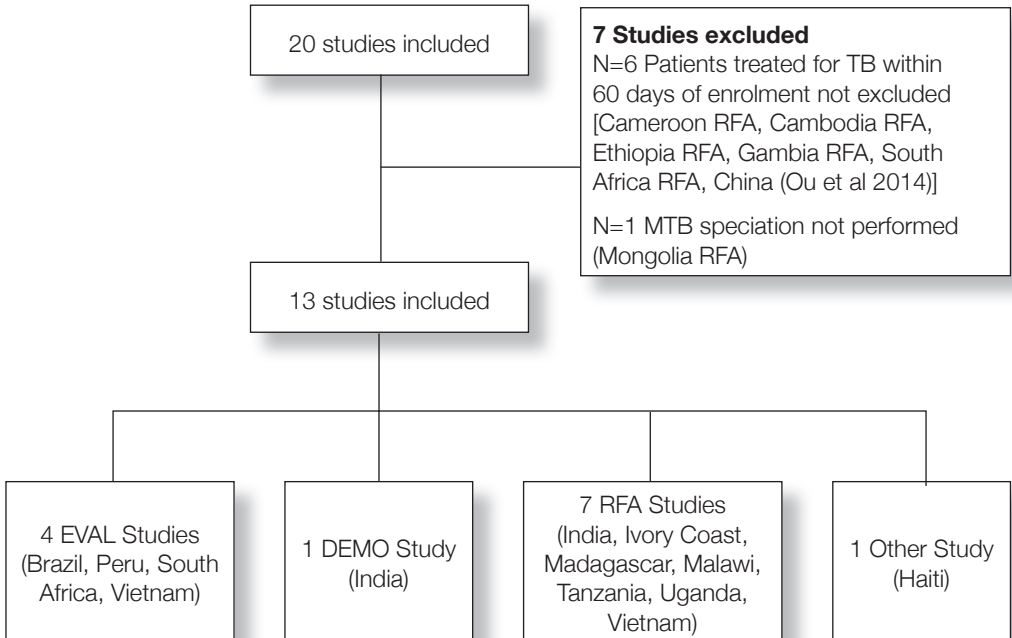 20 studies included
7 Studies excluded
N=6 Patients treated for TB within
60 days of enrolment not excluded
[Cameroon RFA, Cambodia RFA,
Ethiopia RFA, Gambia RFA, South
Africa RFA, China (Ou et al 2014)]
N=1 MTB speciation not performed
(Mongolia RFA)
13 studies included
4 EVAL Studies
(Brazil, Peru, South
Africa, Vietnam)
1 DEMO Study
(India)
7 RFA Studies
(India, Ivory Coast,
Madagascar, Malawi,
Tanzania, Uganda,
Vietnam)
1 Other Study
(Haiti)